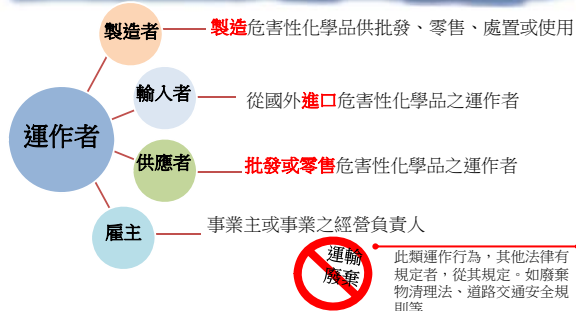 製造者
製造危害性化學品供批發、零售、處置或使用
輸入者
從國外進口危害性化學品之運作者
運作者
供應者
批發或零售危害性化學品之運作者
雇主
事業主或事業之經營負責人
運輸
廢棄
此類運作行為，其他法律有
規定者，從其規定。如廢棄
物清理法、道路交通安全規
則等